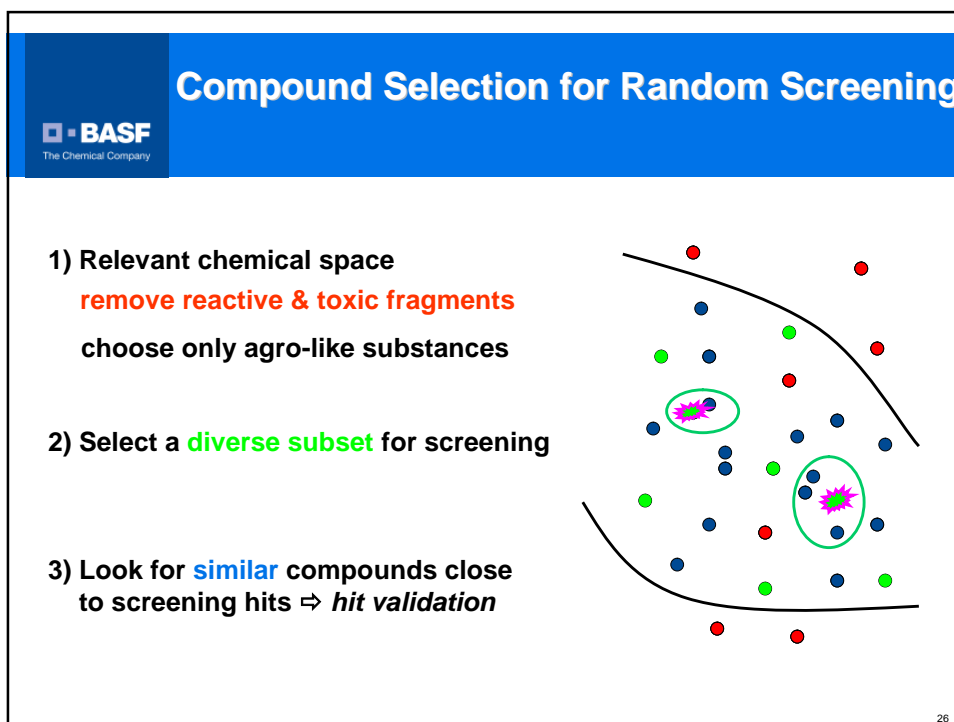 Compound Selection for Random Screening
BASF
The Chemical Company
1) Relevant chemical space
remove reactive & toxic fragments
choose only agro-like substances
2) Select a diverse subset for screening
3) Look for similar compounds close
to screening hits ⇨ hit validation
26